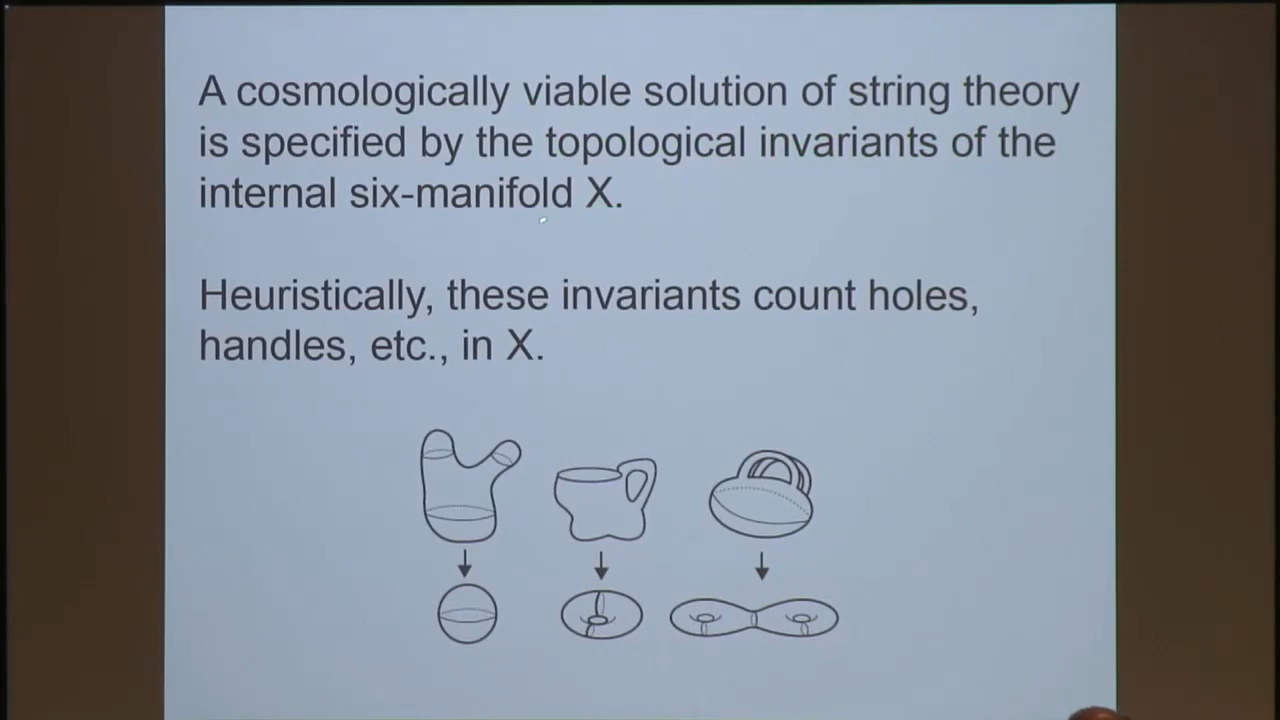 A cosmologically viable solution of string theory
is specified by the topological invariants of the
internal six-manifold X.
Heuristically, these invariants count holes,
handles, etc., in X.